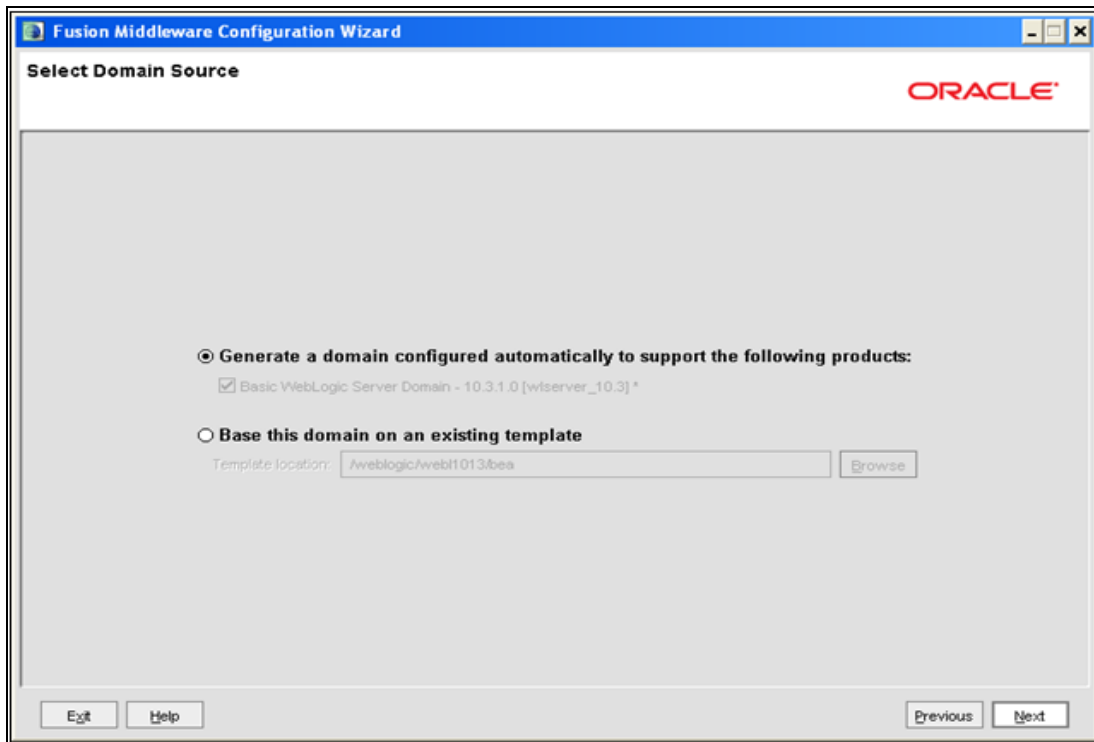 Fusion Middleware Configuration Wizard
Select Domain Source
ORACLE
Generate a domain configured automatically to support the following products:
Basic WebLogic Server Domain - 10.3.1.0 [wlserver_10.3] *
Base this domain on an existing template
Template location: /weblogic/webl1013/bea Browse
Exit Help Previous Next